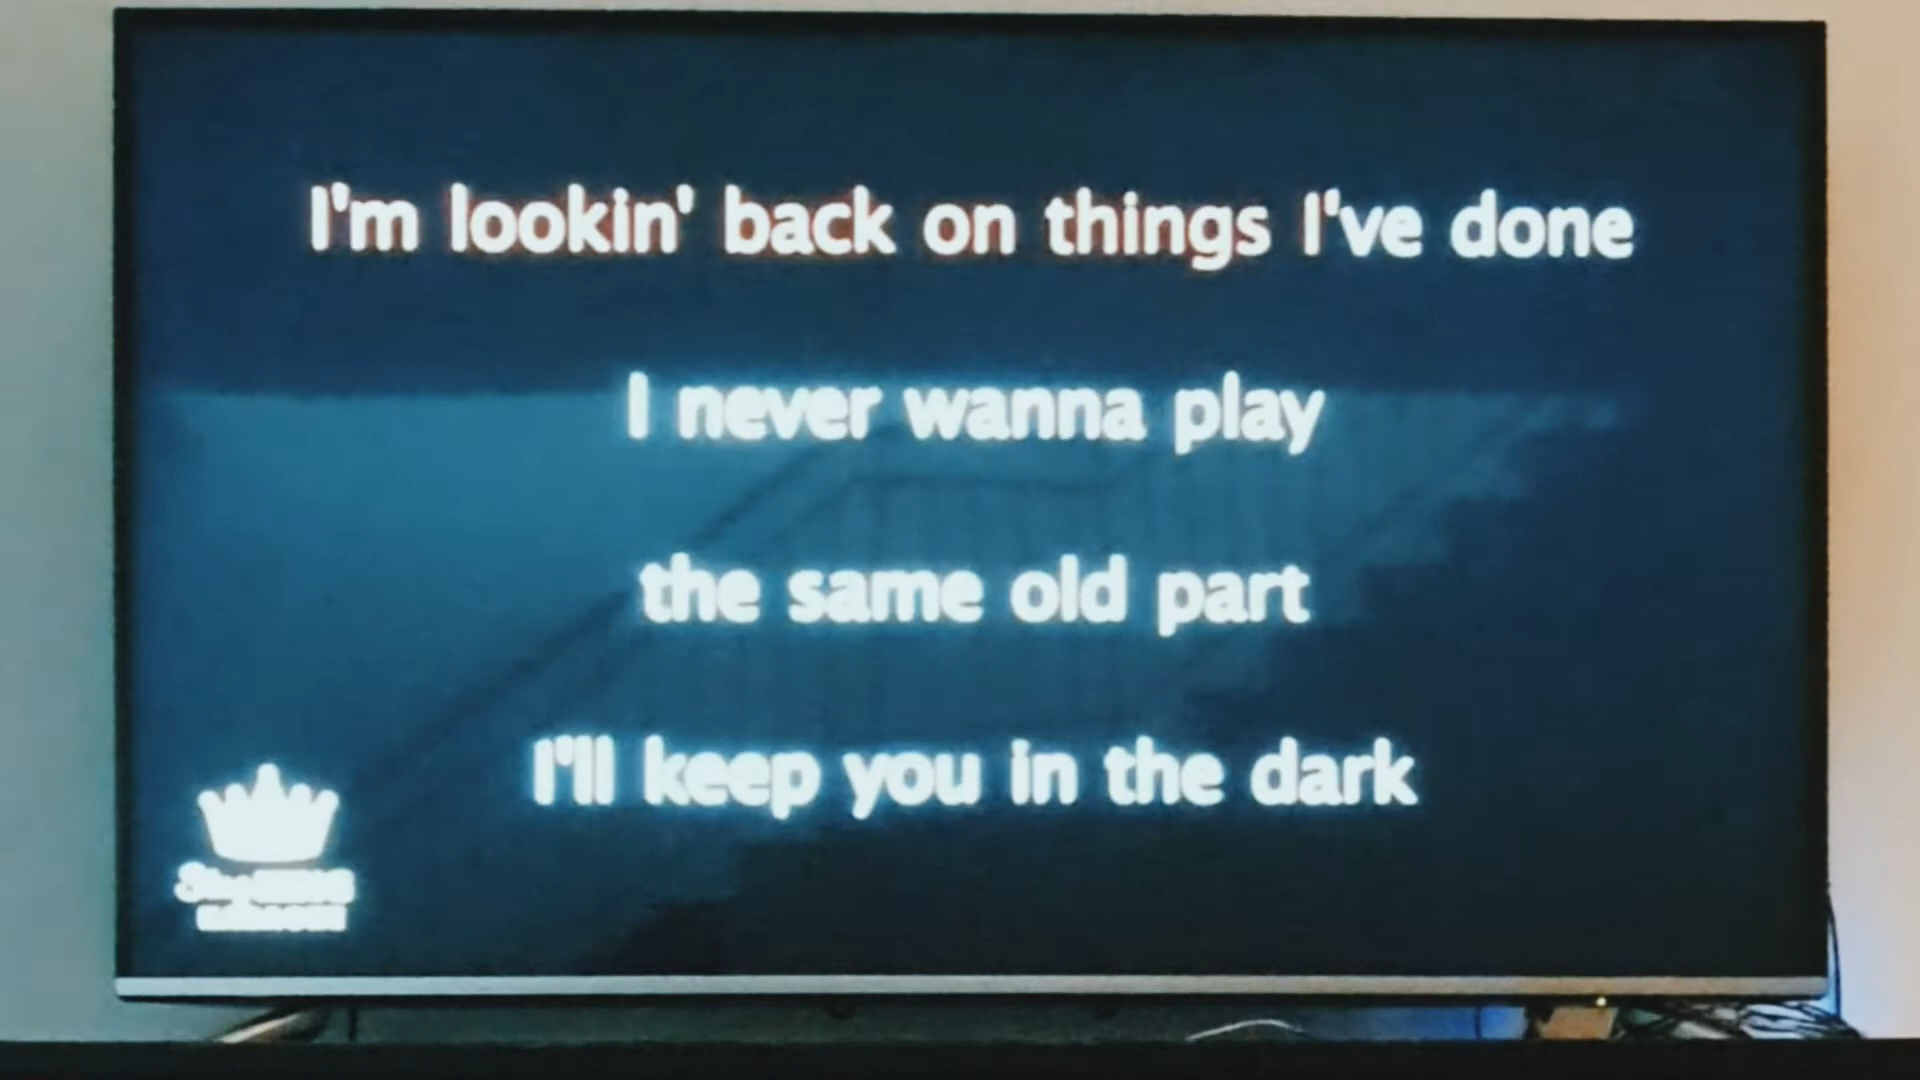 I'm lookin' back on things I've done
I never wanna play
the same old part
I'll keep you in the dark